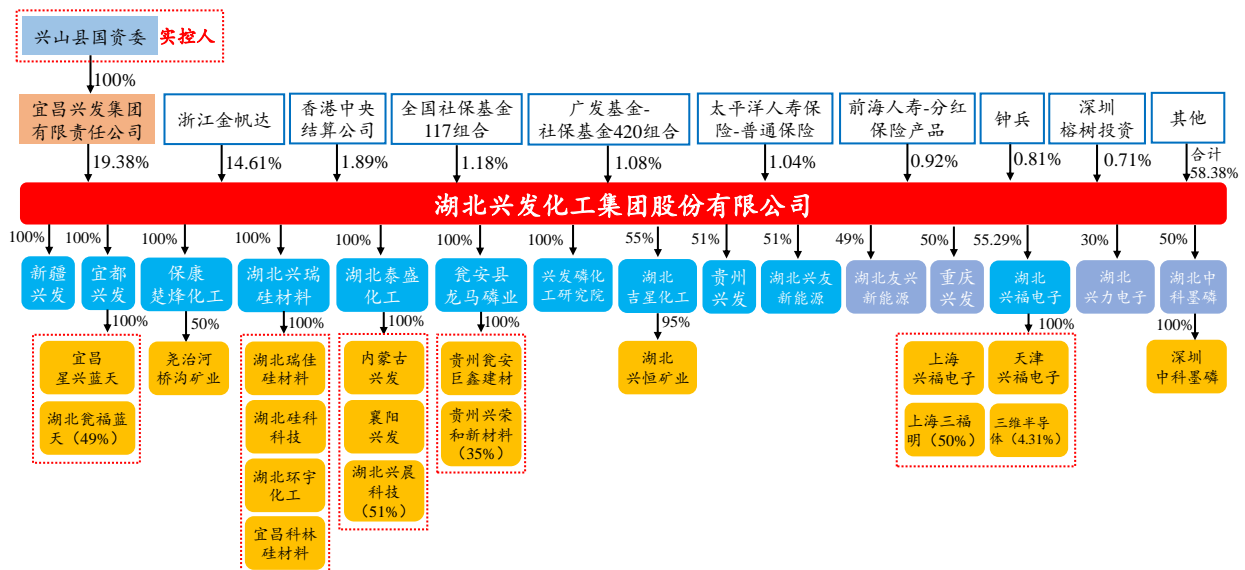 兴山县国资委
实控人
100%
宜昌兴发集团
有限责任公司
浙江金帆达
香港中央
结算公司
全国社保基金
117组合
广发基金-
社保基金420组合
太平洋人寿保
险-普通保险
前海人寿-分红
保险产品
钟兵
深圳
榕树投资
其他
19.38%
14.61%
1.89%
1.18%
1.08%
1.04%
0.92%
0.81%
0.71%
合计
58.38%
湖北兴发化工集团股份有限公司
100%
100%
100%
100%
100%
100%
100%
55%
51%
51%
49%
50%
55.29%
30%
50%
新疆
兴发
宜都
兴发
保康
楚烽化工
湖北兴瑞
硅材料
湖北泰盛
化工
瓮安县
龙马磷业
兴发磷化
工研究院
湖北
吉星化工
贵州
兴发
湖北兴友
新能源
湖北友兴
新能源
重庆
兴发
湖北
兴福电子
湖北
兴力电子
湖北中
科墨磷
100%
50%
100%
100%
100%
95%
100%
100%
宜昌
星兴蓝天
湖北瓮福蓝
天（49%）
尧治河
桥沟矿业
湖北瑞佳
硅材料
湖北硅科
科技
湖北环宇
化工
宜昌科林
硅材料
内蒙古
兴发
襄阳
兴发
湖北兴晨
科技
（51%）
贵州瓮安
巨鑫建材
贵州兴荣
和新材料
（35%）
湖北
兴恒矿业
上海
兴福电子
天津
兴福电子
上海三福
明（50%）
三维半导
体（4.31%）
深圳
中科墨磷